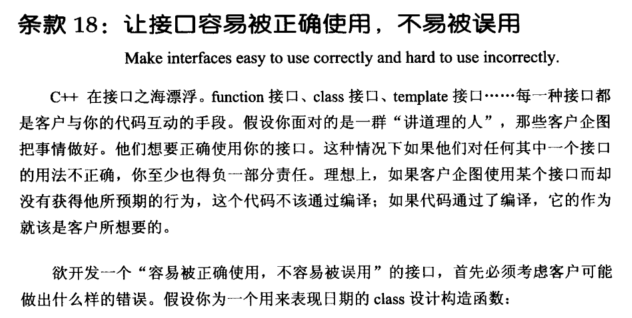 条款 18：让接口容易被正确使用，不易被误用
Make interfaces easy to use correctly and hard to use incorrectly.
C++ 在接口之海漂浮。function 接口、class 接口、template 接口……每一种接口都
是客户与你的代码互动的手段。假设你面对的是一群“讲道理的人”，那些客户企图
把事情做好。他们想要正确使用你的接口。这种情况下如果他们对任何其中一个接口
的用法不正确，你至少也得负一部分责任。理想上，如果客户企图使用某个接口而却
没有获得他所预期的行为，这个代码不该通过编译；如果代码通过了编译，它的作为
就该是客户所想要的。
欲开发一个“容易被正确使用，不容易被误用”的接口，首先必须考虑客户可能
做出什么样的错误。假设你为一个用来表现日期的 class 设计构造函数：